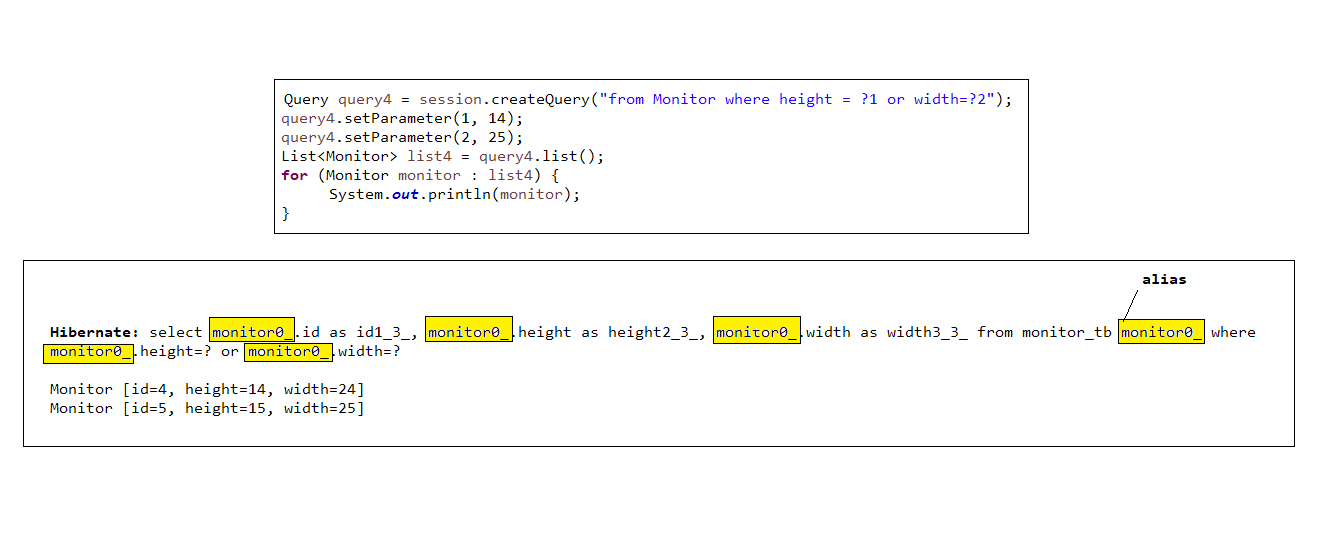 Query query4 = session.createQuery("from Monitor where height = ?1 or width=?2");
query4.setParameter(1, 14);
query4.setParameter(2, 25);
List<Monitor> list4 = query4.list();
for (Monitor monitor : list4) {
System.out.println(monitor);
}
alias
Hibernate: select monitor0_.id as id1_3_, monitor0_.height as height2_3_, monitor0_.width as width3_3_ from monitor_tb monitor0_ where
monitor0_.height=? or monitor0_.width=?
Monitor [id=4, height=14, width=24]
Monitor [id=5, height=15, width=25]